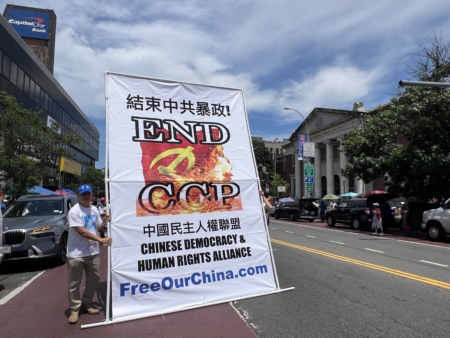 Capital One
Bank
結束中共暴政!
END
CCP
中國民主人權聯盟
CHINESE DEMOCRACY &
HUMAN RIGHTS ALLIANCE
FreeOurChina.com